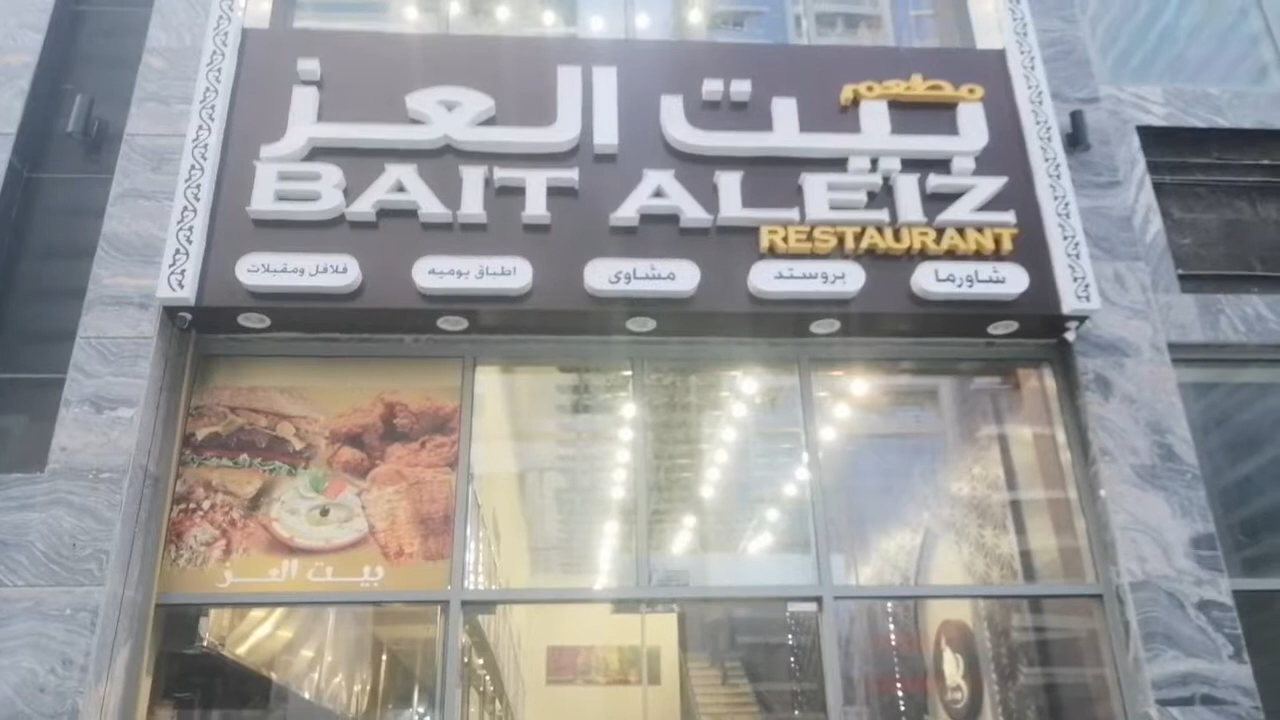 مطعم
بيت العز
BAIT ALEIZ
RESTAURANT
شاورما
بروستد
مشاوى
اطباق يوميه
فلافل ومقبلات
بيت العز